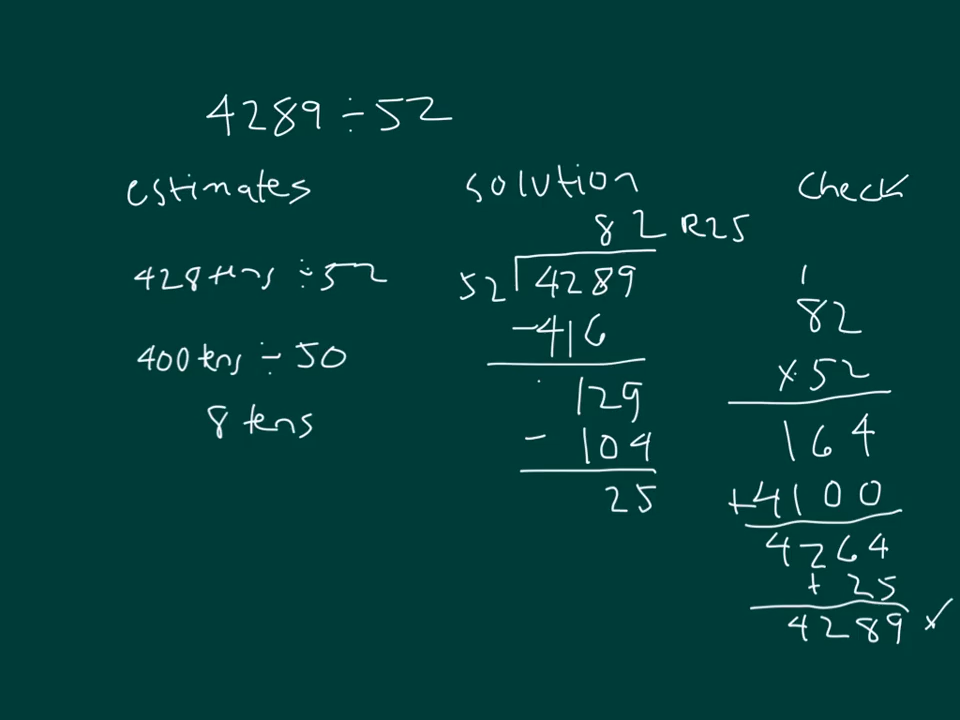 4289 ÷ 52
estimates
428 tens ÷ 52
400 tens ÷ 50
8 tens
solution
82 R25
52 4289
-416
129
- 104
25
check
1
82
x 52
164
+4100
4264
+ 25
4289 ✓